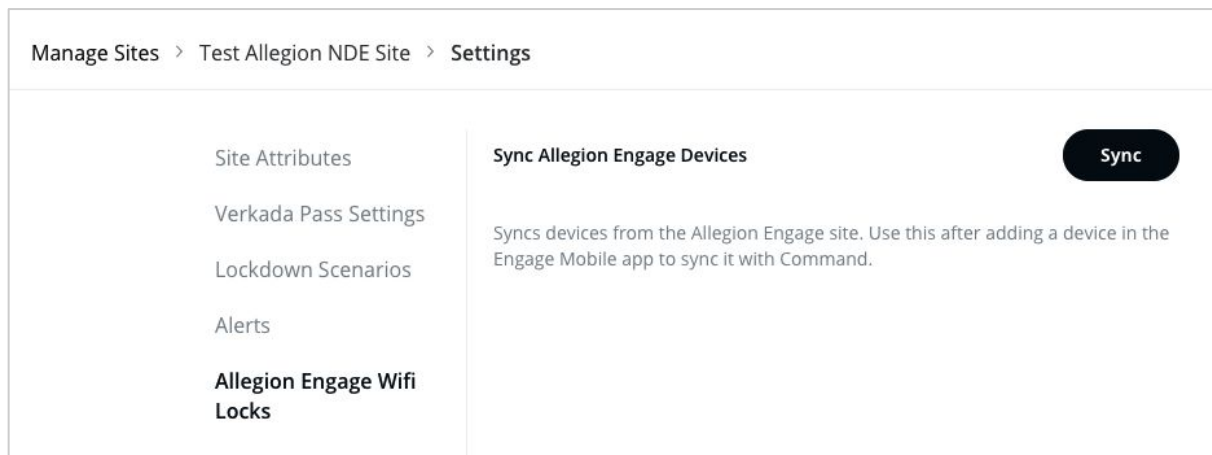 Manage Sites > Test Allegion NDE Site > Settings
Site Attributes
Verkada Pass Settings
Lockdown Scenarios
Alerts
Allegion Engage Wifi
Locks
Sync Allegion Engage Devices
Sync
Syncs devices from the Allegion Engage site. Use this after adding a device in the
Engage Mobile app to sync it with Command.